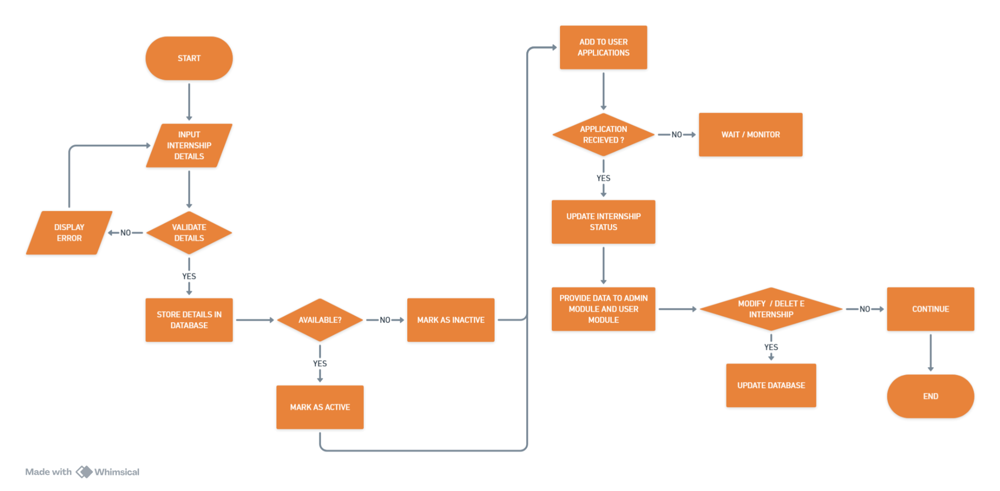 START
INPUT
INTERNSHIP
DETAILS
VALIDATE
DETAILS
NO
DISPLAY
ERROR
YES
STORE DETAILS IN
DATABASE
AVAILABLE?
NO
MARK AS INACTIVE
YES
MARK AS ACTIVE
ADD TO USER
APPLICATIONS
APPLICATION
RECIEVED ?
NO
WAIT / MONITOR
YES
UPDATE INTERNSHIP
STATUS
PROVIDE DATA TO ADMIN
MODULE AND USER
MODULE
MODIFY / DELET E
INTERNSHIP
NO
CONTINUE
YES
UPDATE DATABASE
END
Made with Whimsical